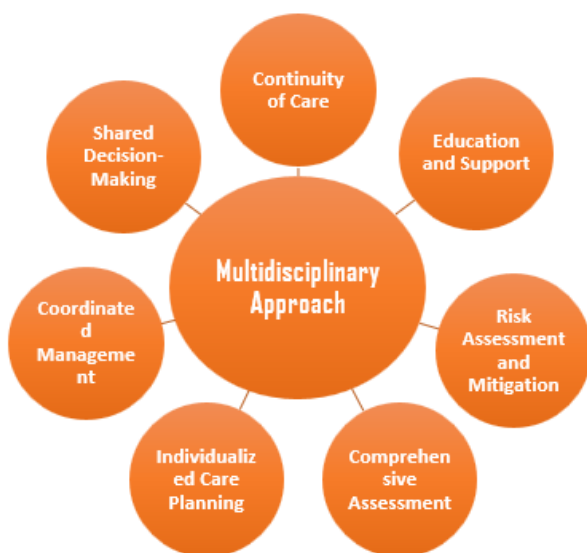 Continuity
of Care
Shared
Decision-
Making
Education
and Support
Multidisciplinary
Approach
Coordinate
d
Manageme
nt
Risk
Assessment
and
Mitigation
Individualiz
ed Care
Planning
Comprehen
sive
Assessment